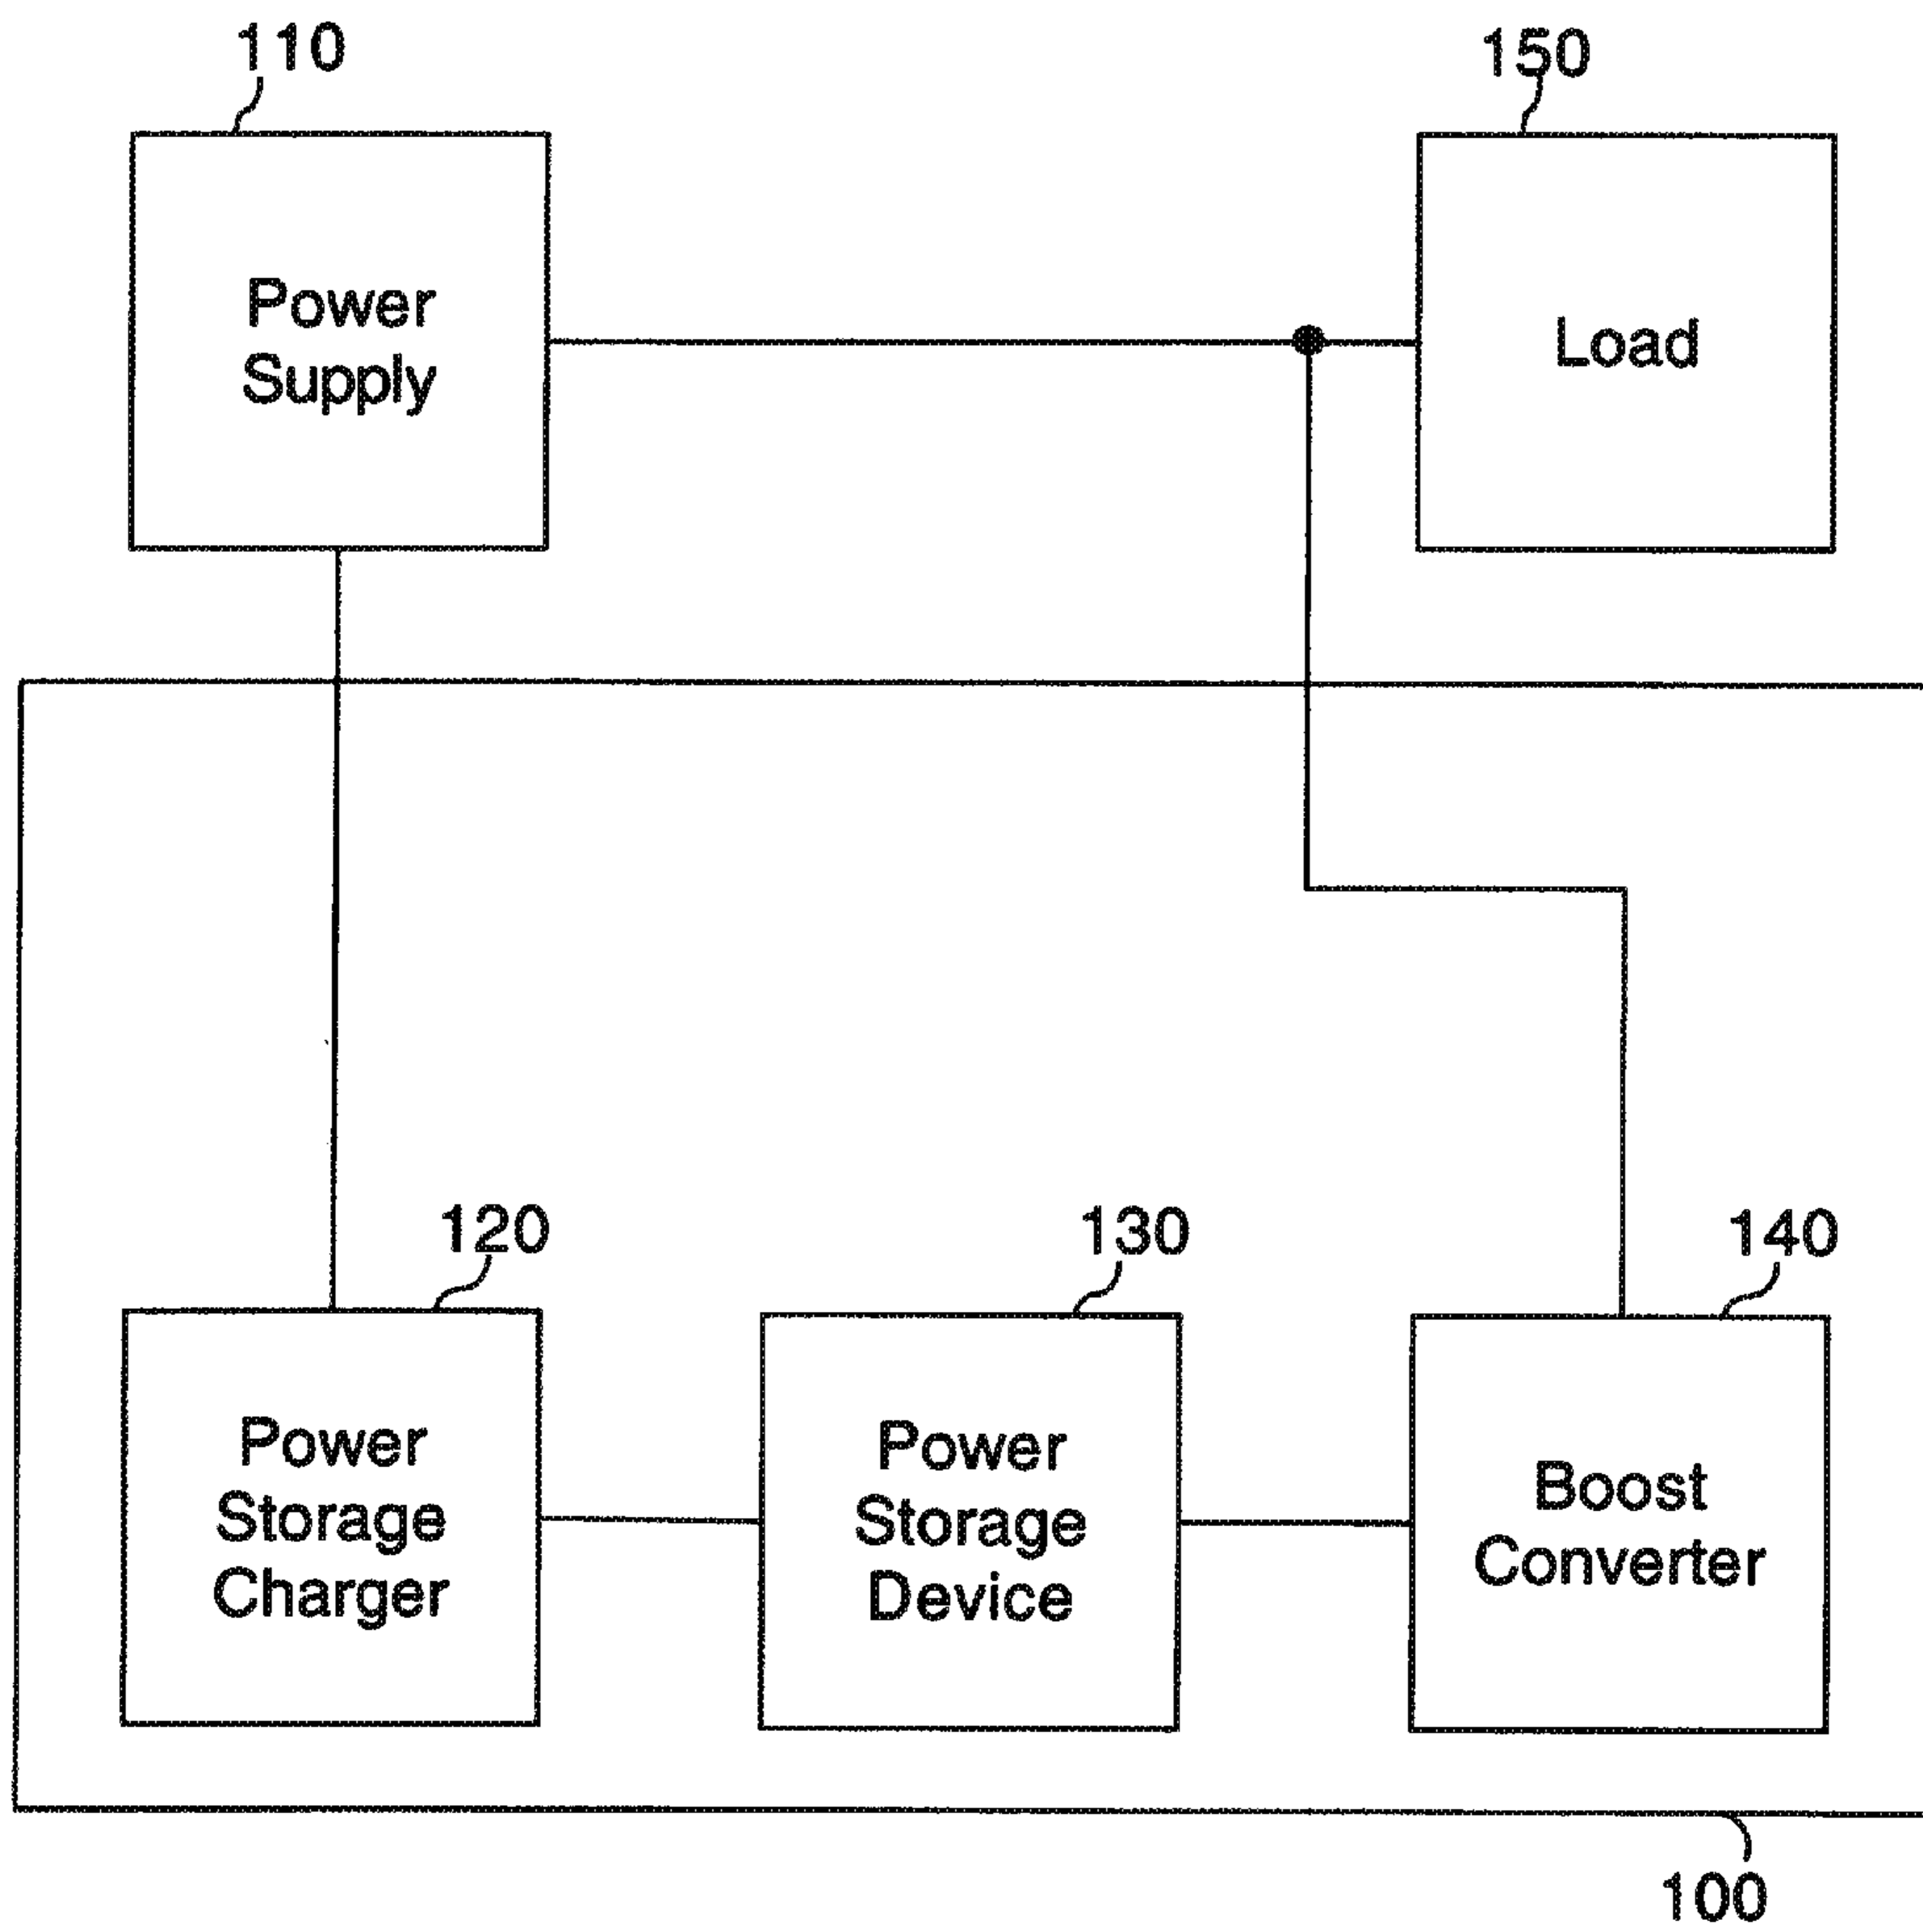 110
150
Power
Supply
Load
120
130
140
Power
Storage
Charger
Power
Storage
Device
Boost
Converter
100